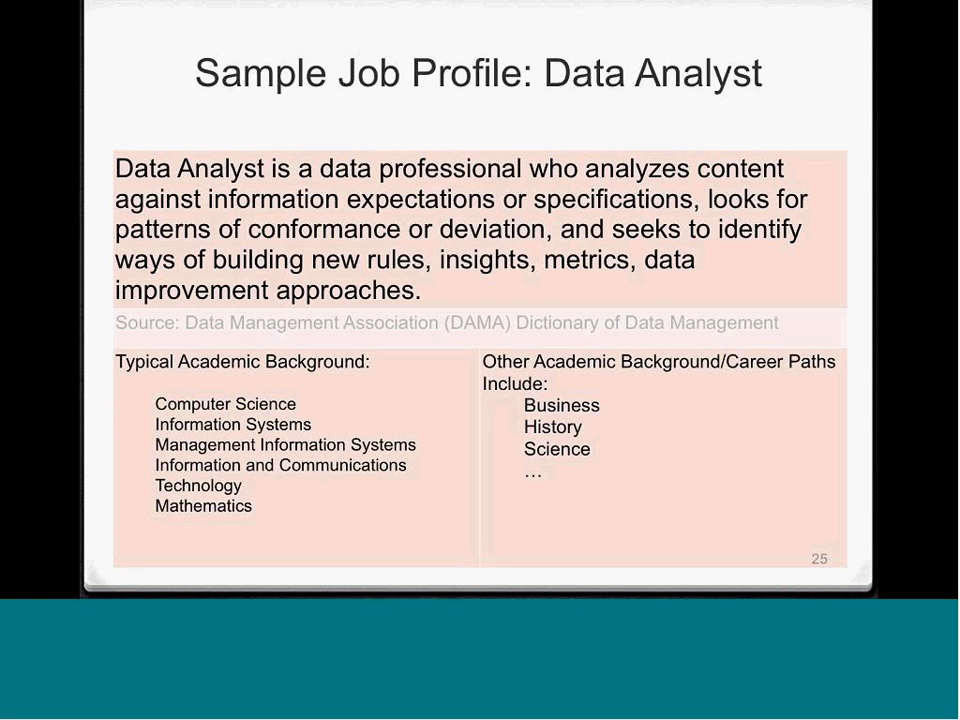 Sample Job Profile: Data Analyst
Data Analyst is a data professional who analyzes content
against information expectations or specifications, looks for
patterns of conformance or deviation, and seeks to identify
ways of building new rules, insights, metrics, data
improvement approaches.
Source: Data Management Association (DAMA) Dictionary of Data Management
Typical Academic Background:
Computer Science
Information Systems
Management Information Systems
Information and Communications
Technology
Mathematics
Other Academic Background/Career Paths
Include:
Business
History
Science
…
25